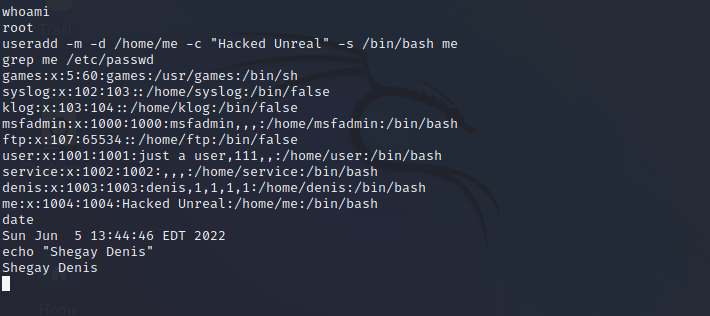 whoami
root
useradd -m -d /home/me -c "Hacked Unreal" -s /bin/bash me
grep me /etc/passwd
games:x:5:60:games:/usr/games:/bin/sh
syslog:x:102:103::/home/syslog:/bin/false
klog:x:103:104::/home/klog:/bin/false
msfadmin:x:1000:1000:msfadmin,,,:/home/msfadmin:/bin/bash
ftp:x:107:65534::/home/ftp:/bin/false
user:x:1001:1001:just a user,111,,:/home/user:/bin/bash
service:x:1002:1002:,,,:/home/service:/bin/bash
denis:x:1003:1003:denis,1,1,1,1:/home/denis:/bin/bash
me:x:1004:1004:Hacked Unreal:/home/me:/bin/bash
date
Sun Jun  5 13:44:46 EDT 2022
echo "Shegay Denis"
Shegay Denis
Home